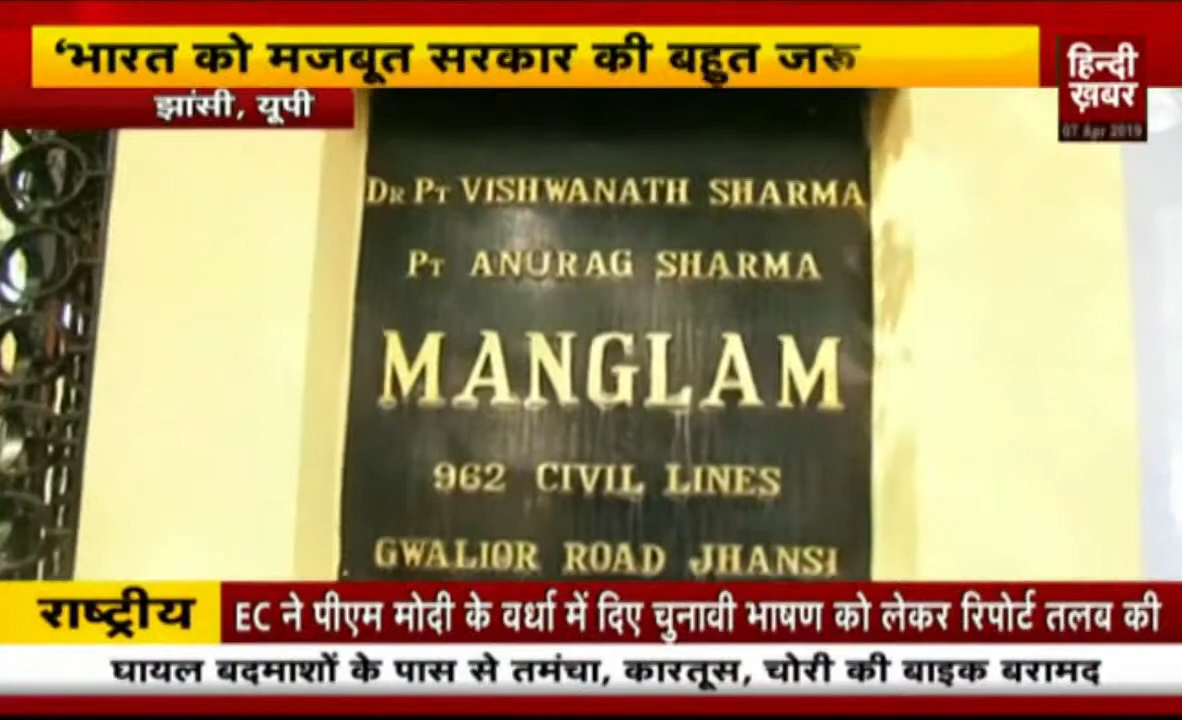 ‘भारत को मजबूत सरकार की बहुत
झांसी, यूपी
हिन्दी
ख़बर
07 Apr 2019
DR PT VISHWANATH SHARMA
PT ANURAG SHARMA
MANGLAM
962 CIVIL LINES
GWALIOR ROAD JHANSI
राष्ट्रीय
EC ने पीएम मोदी के वर्धा में दिए चुनावी भाषण को लेकर रिपोर्ट तलब की
घायल बदमाशों के पास से तमंचा, कारतूस, चोरी की बाइक बरामद